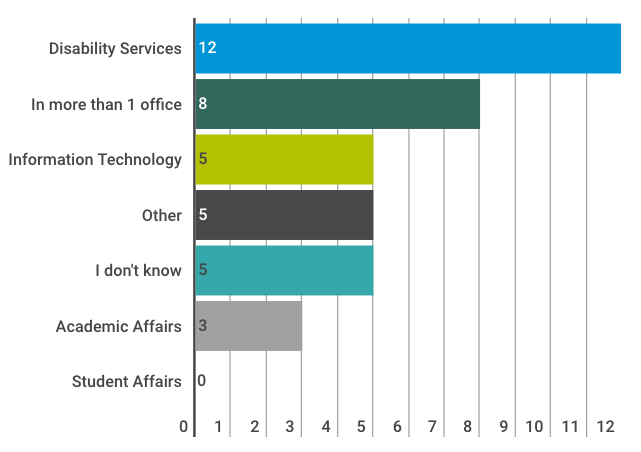 Disability Services 12
In more than 1 office 8
Information Technology 5
Other 5
I don't know 5
Academic Affairs 3
Student Affairs 0
0 1 2 3 4 5 6 7 8 9 10 11 12